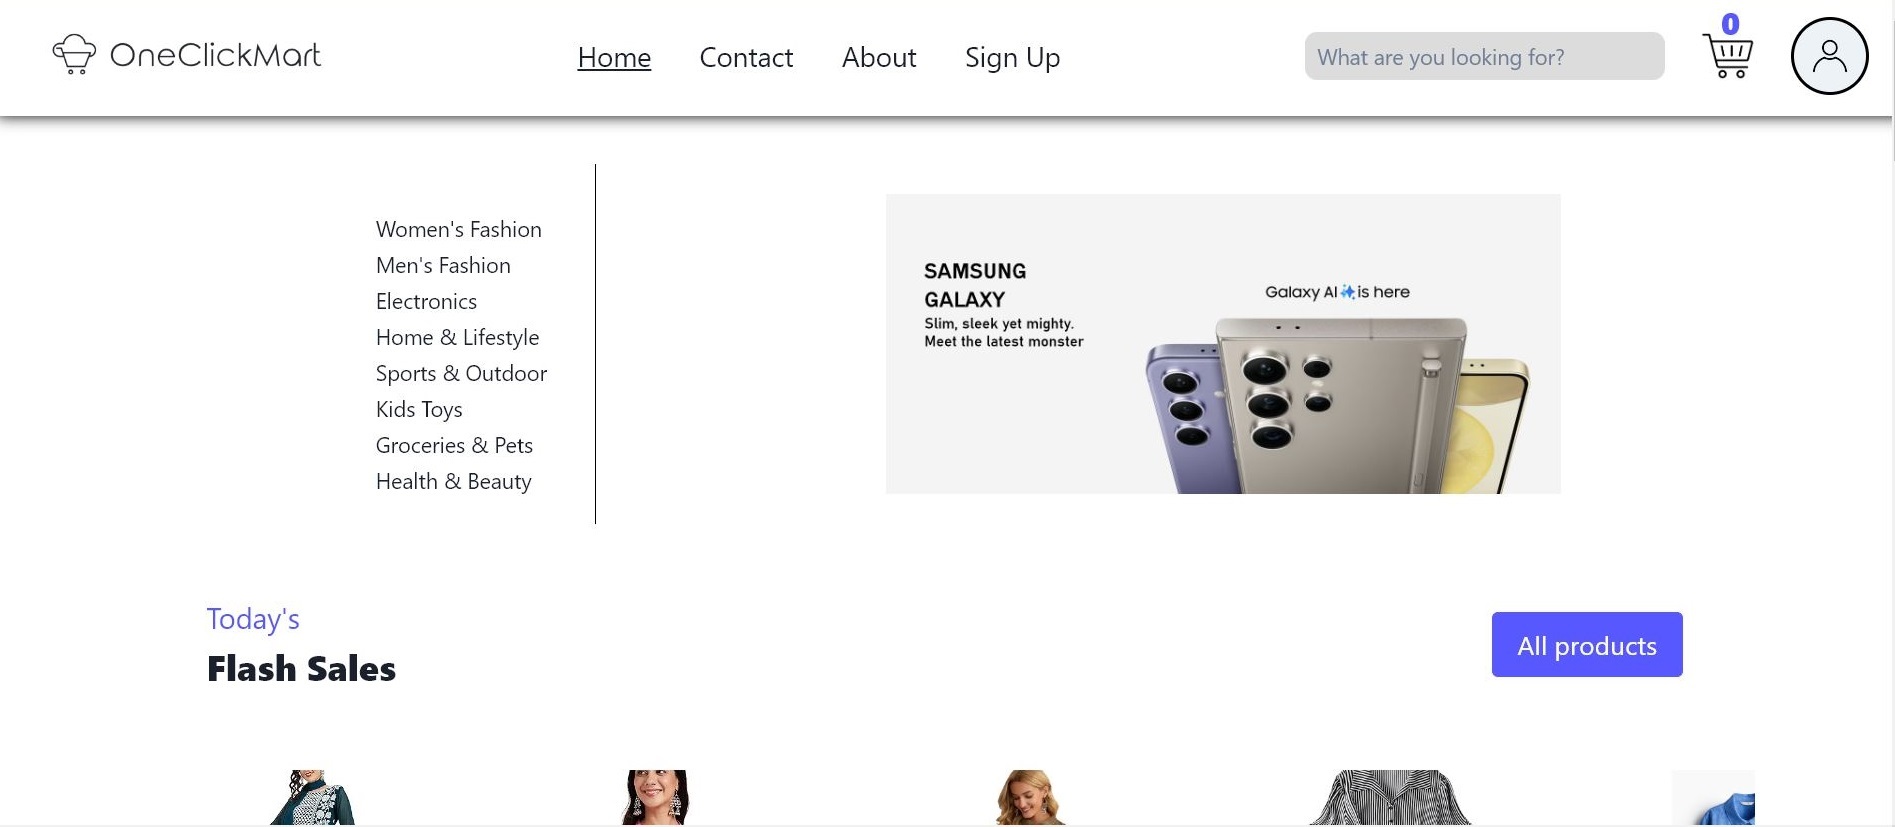 OneClickMart
Home
Contact
About
Sign Up
What are you looking for?
0
Women's Fashion
Men's Fashion
Electronics
Home & Lifestyle
Sports & Outdoor
Kids Toys
Groceries & Pets
Health & Beauty
SAMSUNG
GALAXY
Slim, sleek yet mighty.
Meet the latest monster
Galaxy AI is here
Today's
Flash Sales
All products